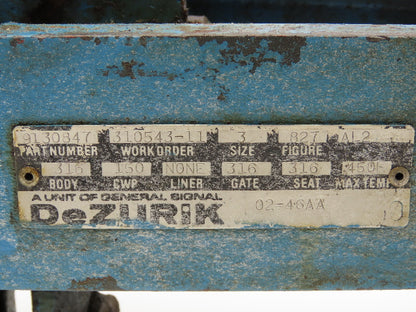 9130847 310543-11 3 827 AL2
PART NUMBER WORK ORDER SIZE FIGURE
316 150 NONE 316 316 450F
BODY CWP LINER GATE SEAT MAX TEMP
A UNIT OF GENERAL SIGNAL
DeZURIK 02-46AA